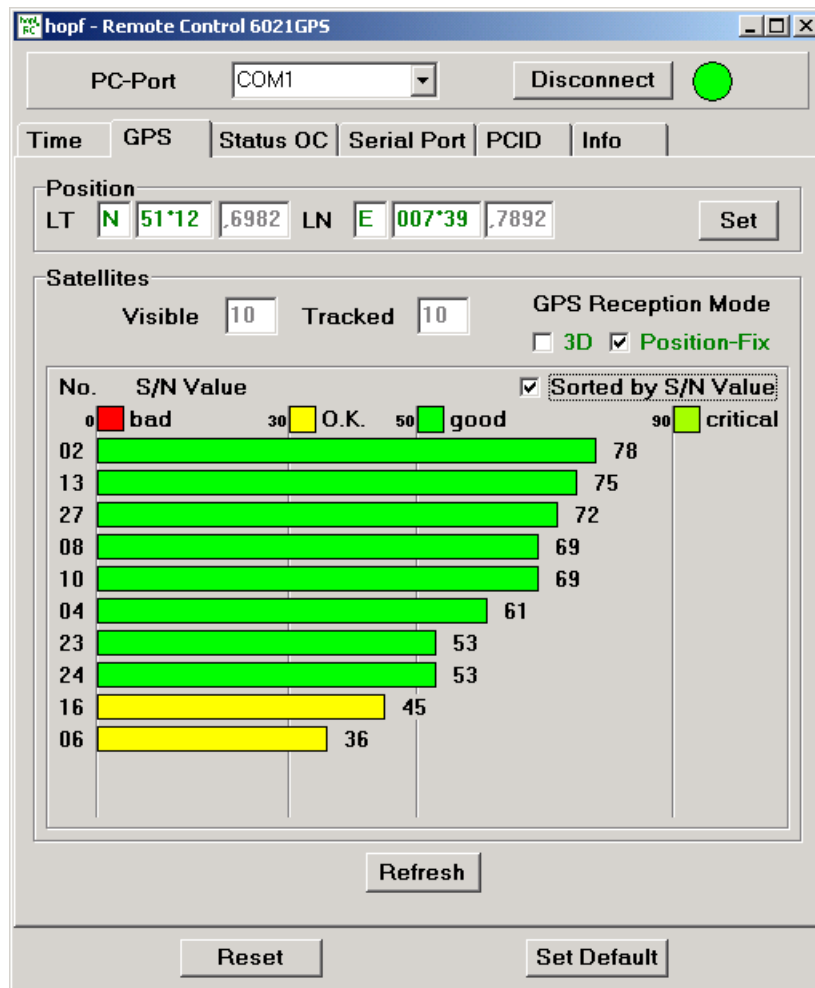 hopf - Remote Control 6021GPS
PC-Port COM1 Disconnect
Time GPS Status OC Serial Port PCID Info
Position
LT N 51*12 ,6982 LN E 007*39 ,7892 Set
Satellites
Visible 10 Tracked 10 GPS Reception Mode
3D Position-Fix
No. S/N Value Sorted by S/N Value
0 bad 30 O.K. 50 good 90 critical
02 78
13 75
27 72
08 69
10 69
04 61
23 53
24 53
16 45
06 36
Refresh
Reset Set Default